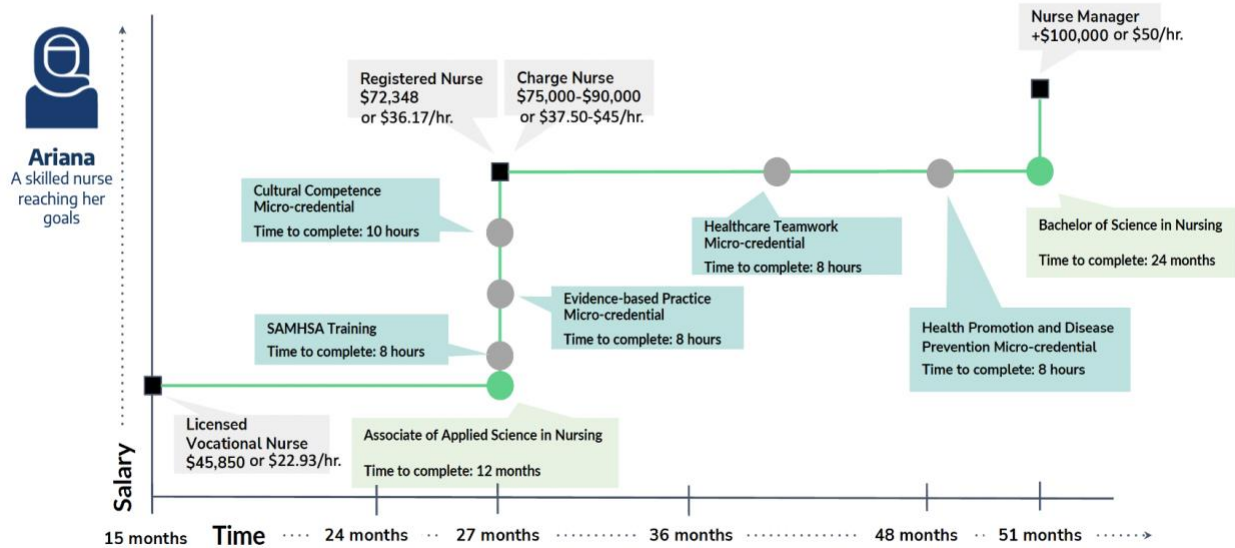 Ariana
A skilled nurse
reaching her
goals
Salary
Nurse Manager
+$100,000 or $50/hr.
Registered Nurse
$72,348
or $36.17/hr.
Charge Nurse
$75,000-$90,000
or $37.50-$45/hr.
Cultural Competence
Micro-credential
Time to complete: 10 hours
Healthcare Teamwork
Micro-credential
Time to complete: 8 hours
Bachelor of Science in Nursing
Time to complete: 24 months
Evidence-based Practice
Micro-credential
Time to complete: 8 hours
SAMHSA Training
Time to complete: 8 hours
Health Promotion and Disease
Prevention Micro-credential
Time to complete: 8 hours
Licensed
Vocational Nurse
$45,850 or $22.93/hr.
Associate of Applied Science in Nursing
Time to complete: 12 months
15 months Time 24 months 27 months 36 months 48 months 51 months